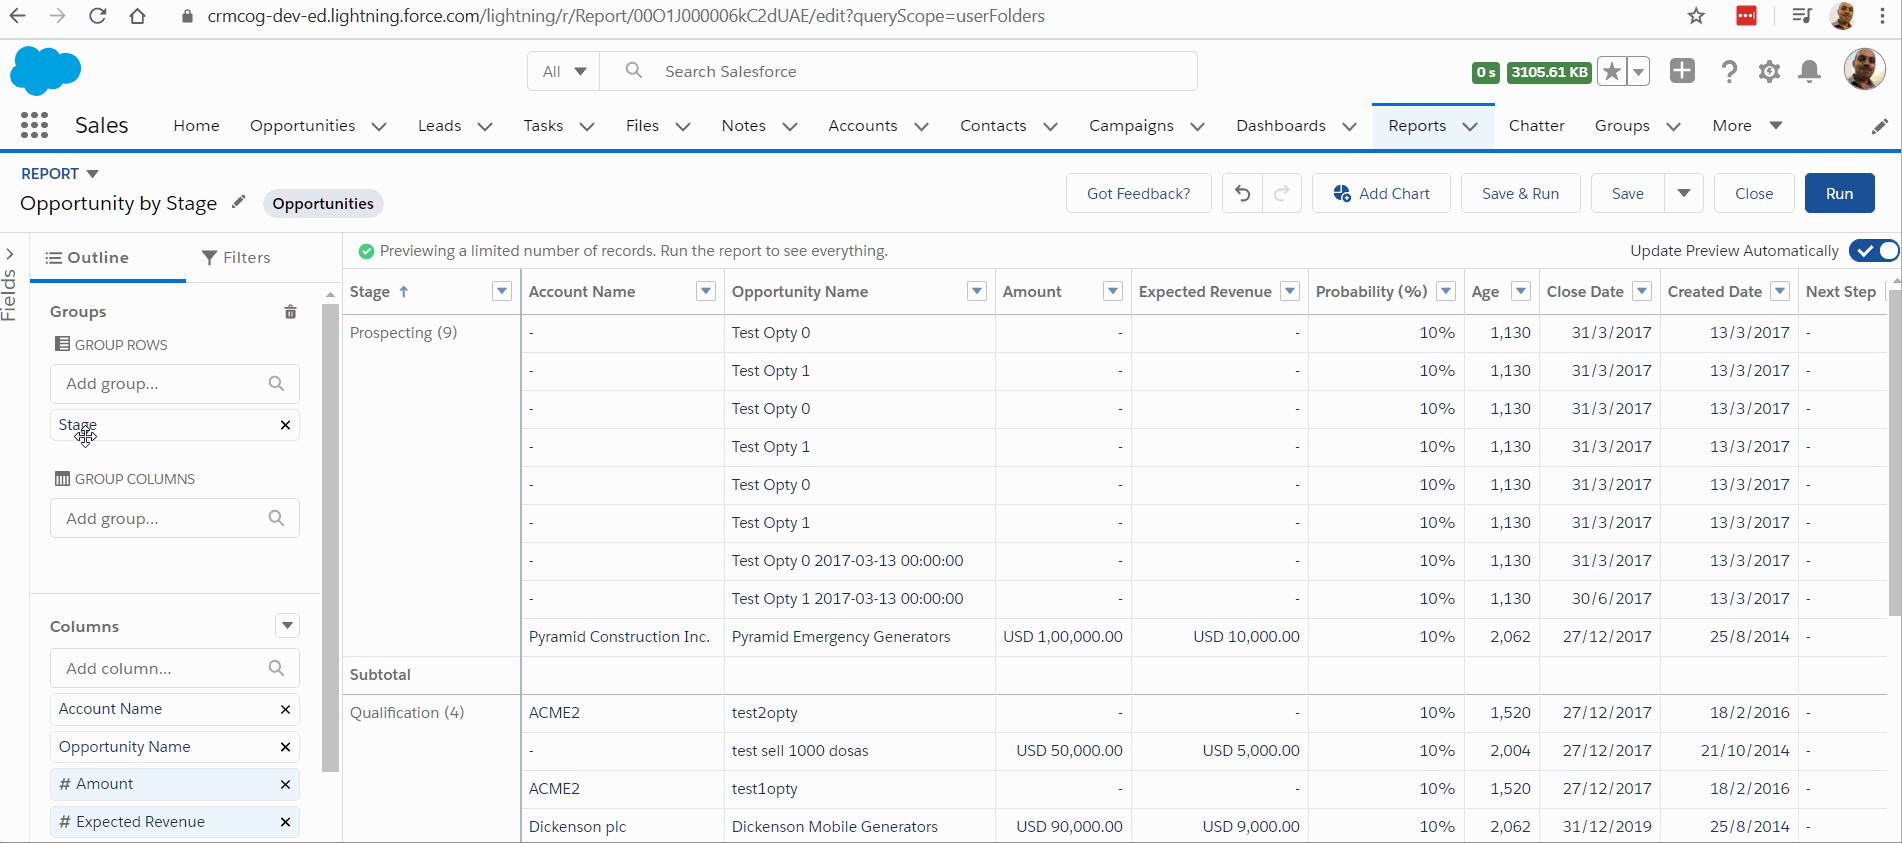 crmcog-dev-ed.lightning.force.com/lightning/r/Report/00O1J000006kC2dUAE/edit?queryScope=userFolders
All Search Salesforce 0 s 3105.61 KB
Sales Home Opportunities Leads Tasks Files Notes Accounts Contacts Campaigns Dashboards Reports Chatter Groups More
REPORT
Opportunity by Stage Opportunities Got Feedback? Add Chart Save & Run Save Close Run
Fields
Outline Filters
Groups
GROUP ROWS
Add group...
Stage
GROUP COLUMNS
Add group...
Columns
Add column...
Account Name
Opportunity Name
# Amount
# Expected Revenue
Previewing a limited number of records. Run the report to see everything. Update Preview Automatically
Stage ↑ Account Name Opportunity Name Amount Expected Revenue Probability (%) Age Close Date Created Date Next Step
Prospecting (9) - Test Opty 0 - - 10% 1,130 31/3/2017 13/3/2017 -
- Test Opty 1 - - 10% 1,130 31/3/2017 13/3/2017 -
- Test Opty 0 - - 10% 1,130 31/3/2017 13/3/2017 -
- Test Opty 1 - - 10% 1,130 31/3/2017 13/3/2017 -
- Test Opty 0 - - 10% 1,130 31/3/2017 13/3/2017 -
- Test Opty 1 - - 10% 1,130 31/3/2017 13/3/2017 -
- Test Opty 0 2017-03-13 00:00:00 - - 10% 1,130 31/3/2017 13/3/2017 -
- Test Opty 1 2017-03-13 00:00:00 - - 10% 1,130 30/6/2017 13/3/2017 -
Pyramid Construction Inc. Pyramid Emergency Generators USD 1,00,000.00 USD 10,000.00 10% 2,062 27/12/2017 25/8/2014 -
Subtotal
Qualification (4) ACME2 test2opty - - 10% 1,520 27/12/2017 18/2/2016 -
- test sell 1000 dosas USD 50,000.00 USD 5,000.00 10% 2,004 27/12/2017 21/10/2014 -
ACME2 test1opty - - 10% 1,520 27/12/2017 18/2/2016 -
Dickenson plc Dickenson Mobile Generators USD 90,000.00 USD 9,000.00 10% 2,062 31/12/2019 25/8/2014 -